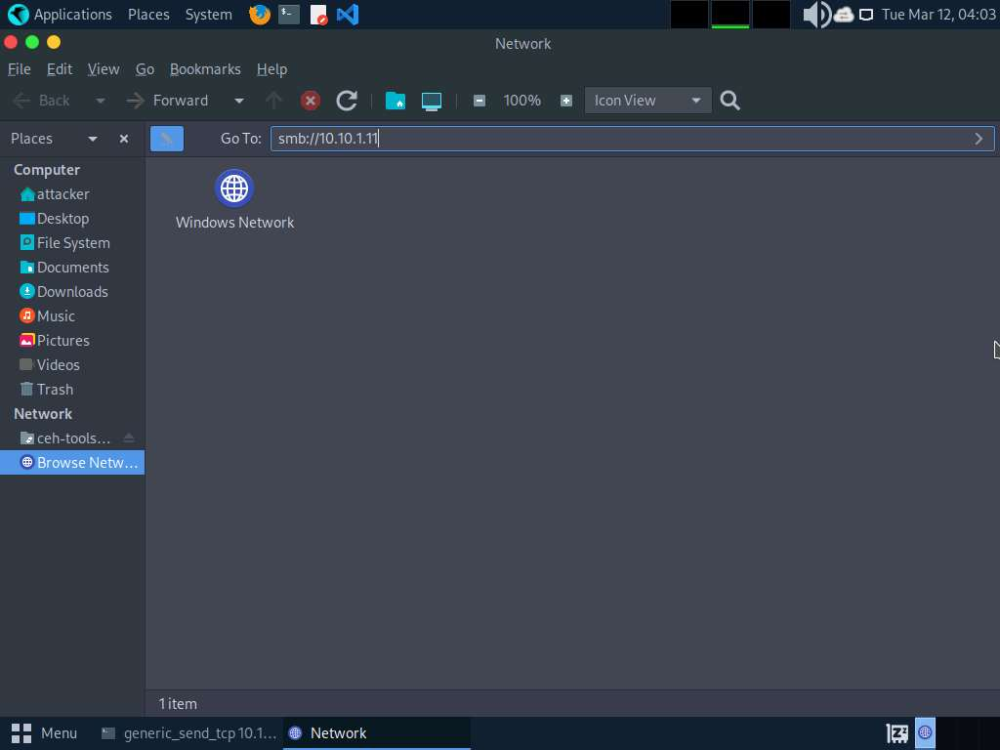 Applications Places System Tue Mar 12, 04:03
Network
File Edit View Go Bookmarks Help
Back Forward 100% Icon View
Places Go To: smb://10.10.1.11
Computer
attacker
Windows Network
Desktop
File System
Documents
Downloads
Music
Pictures
Videos
Trash
Network
ceh-tools...
Browse Netw...
1 item
Menu generic_send_tcp 10.1... Network